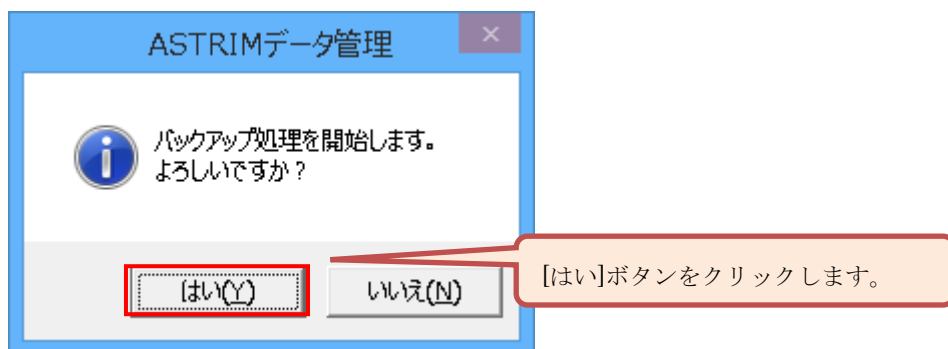 ASTRIMデータ管理
バックアップ処理を開始します。
よろしいですか?
はい(Y)
いいえ(N)
[はい]ボタンをクリックします。